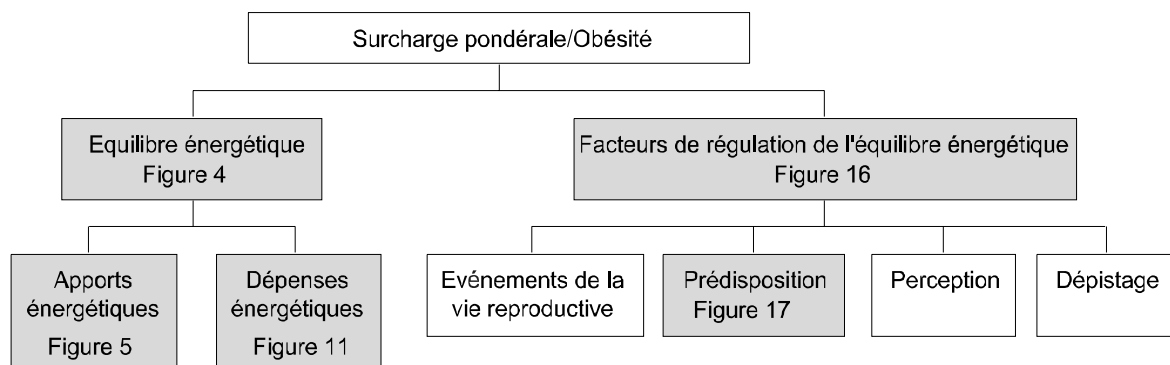 Surcharge pondérale/Obésité
Equilibre énergétique
Figure 4
Facteurs de régulation de l'équilibre énergétique
Figure 16
Apports
énergétiques
Figure 5
Dépenses
énergétiques
Figure 11
Evénements de la
vie reproductive
Prédisposition
Figure 17
Perception
Dépistage